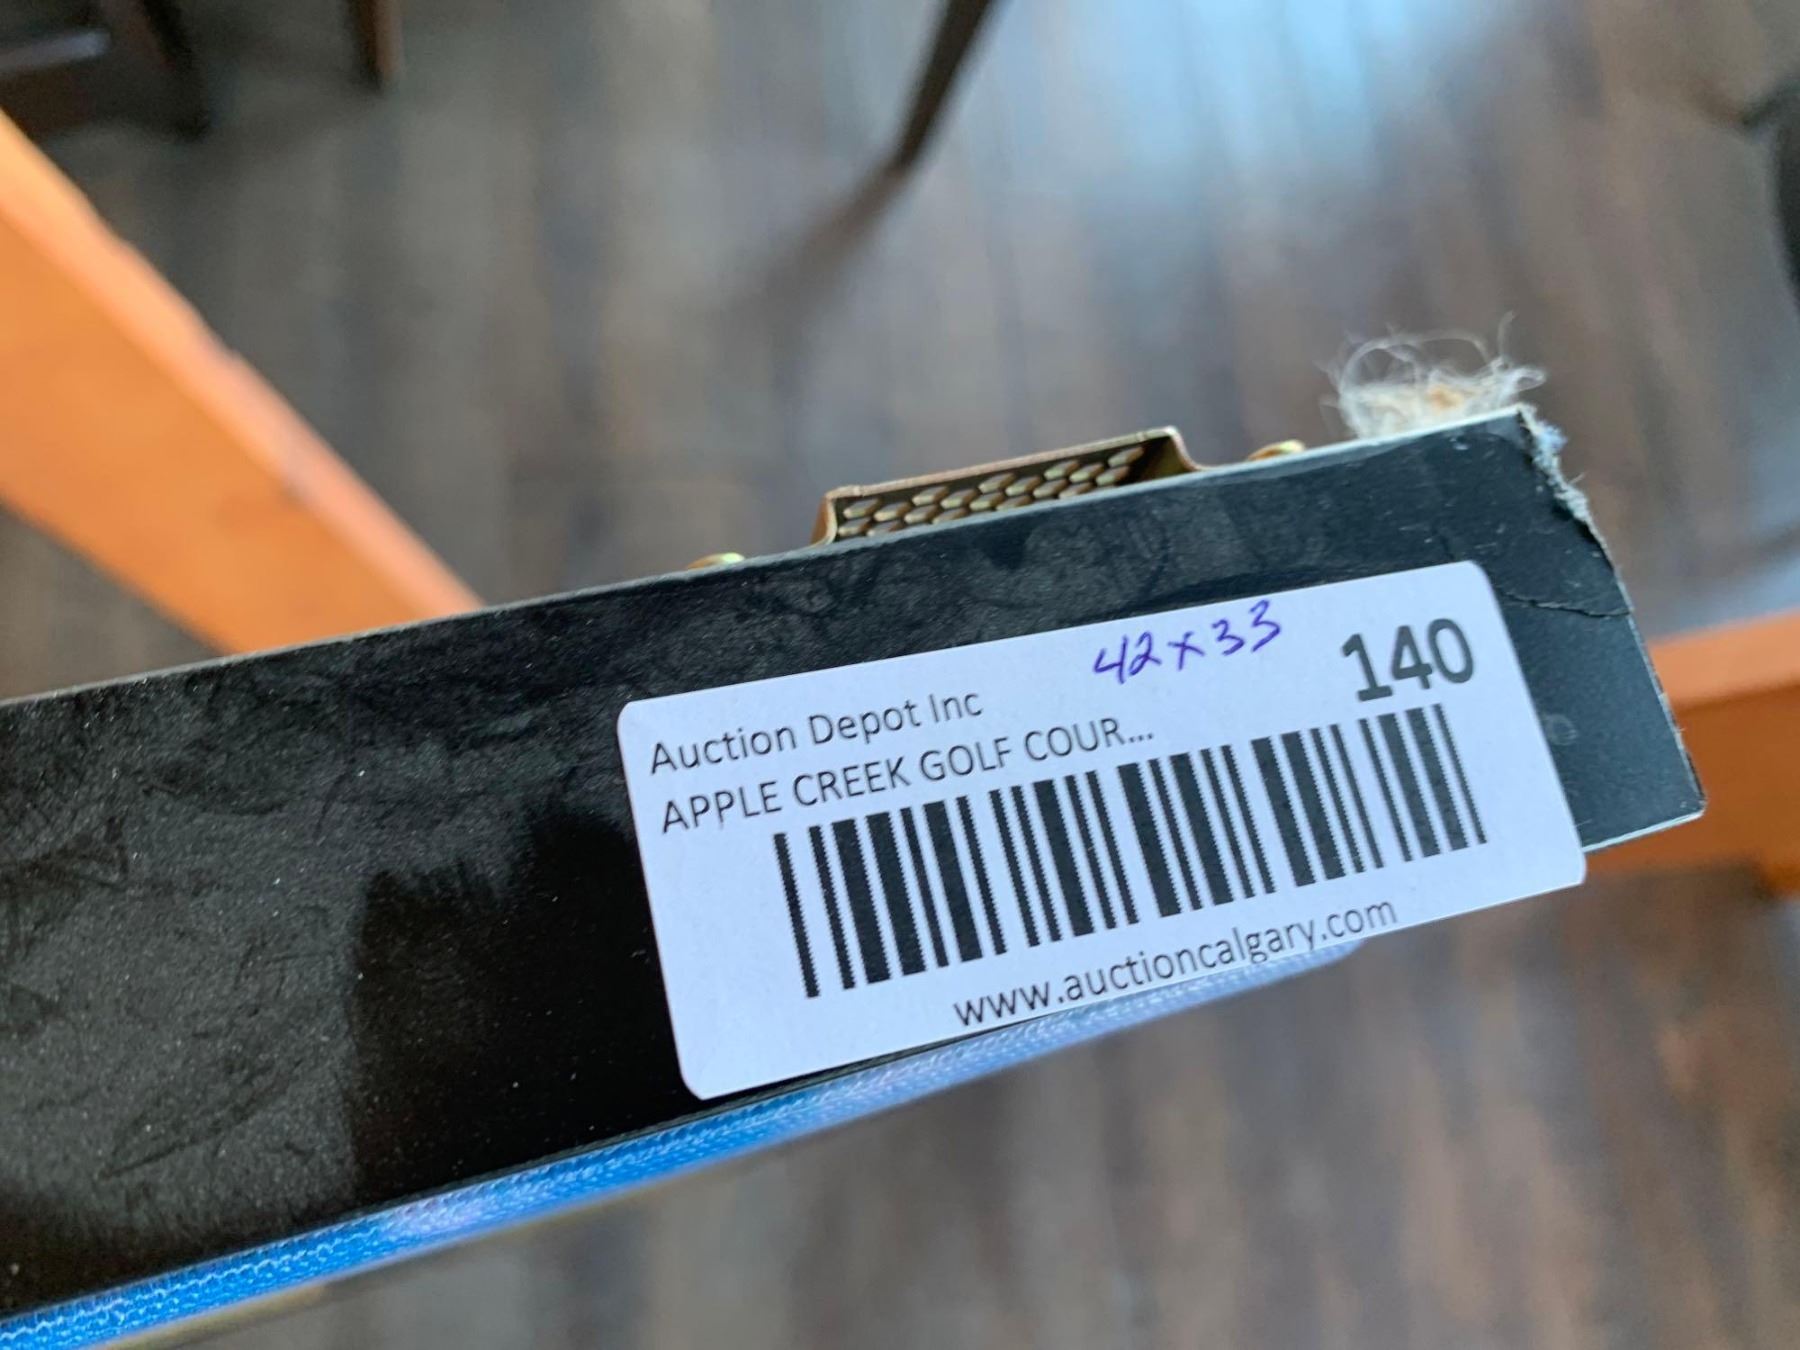 42x33
140
Auction Depot Inc
APPLE CREEK GOLF COUR...
www.auctioncalgary.com